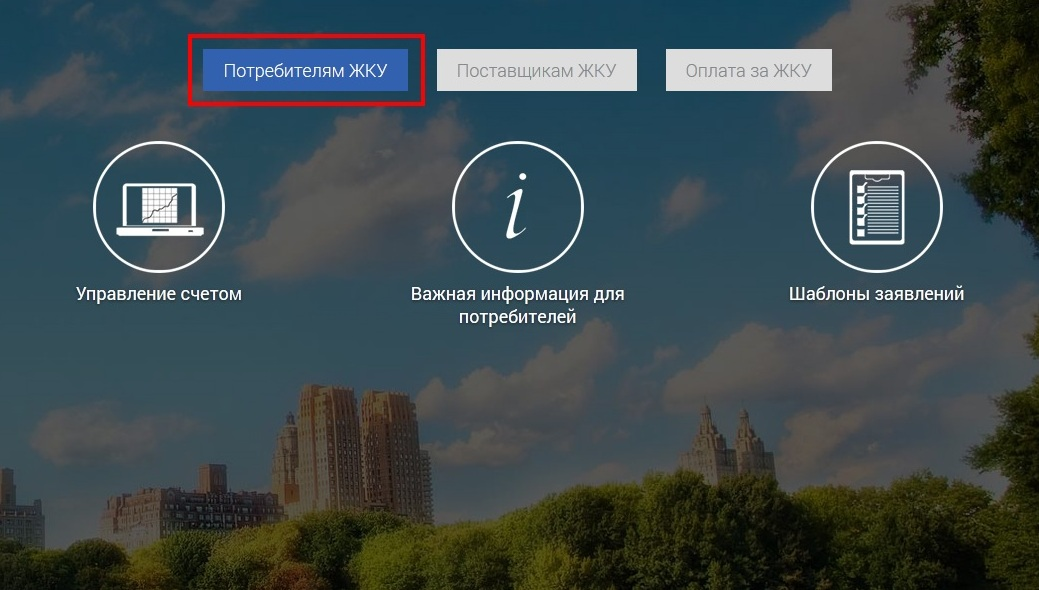 Потребителям ЖКУ
Поставщикам ЖКУ
Оплата за ЖКУ
Управление счетом
Важная информация для
потребителей
Шаблоны заявлений